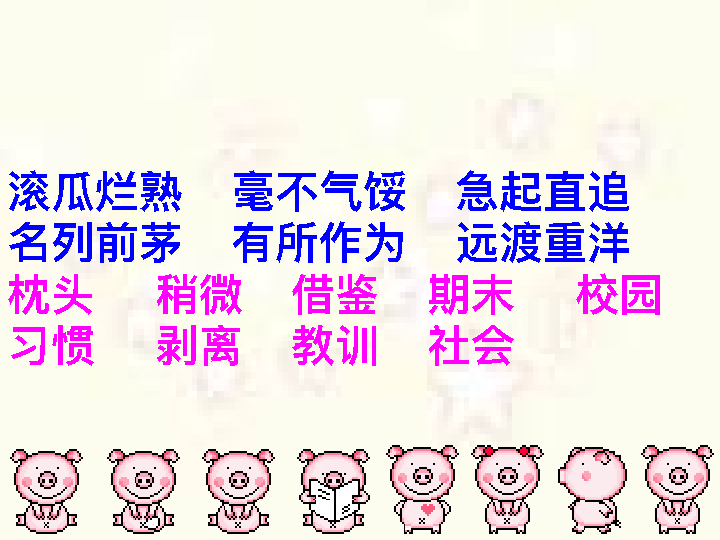 滚瓜烂熟 毫不气馁 急起直追
名列前茅 有所作为 远渡重洋
枕头 稍微 借鉴 期末 校园
习惯 剥离 教训 社会